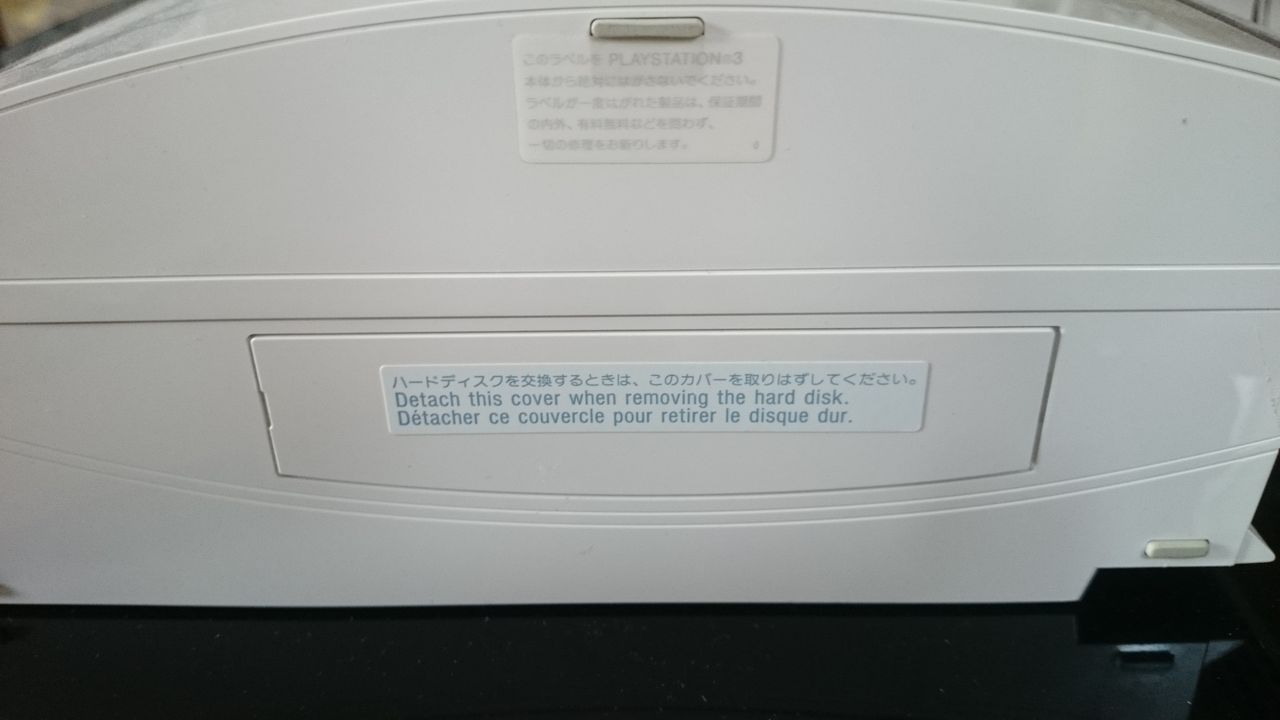 このラベルを PLAYSTATION®3
本体から絶対にはがさないでください。
ラベルが一度はがれた製品は、保証期間
の内外、有料無料などを問わず、
一切の修理をお断りします。 0
ハードディスクを交換するときは、このカバーを取りはずしてください。
Detach this cover when removing the hard disk.
Détacher ce couvercle pour retirer le disque dur.